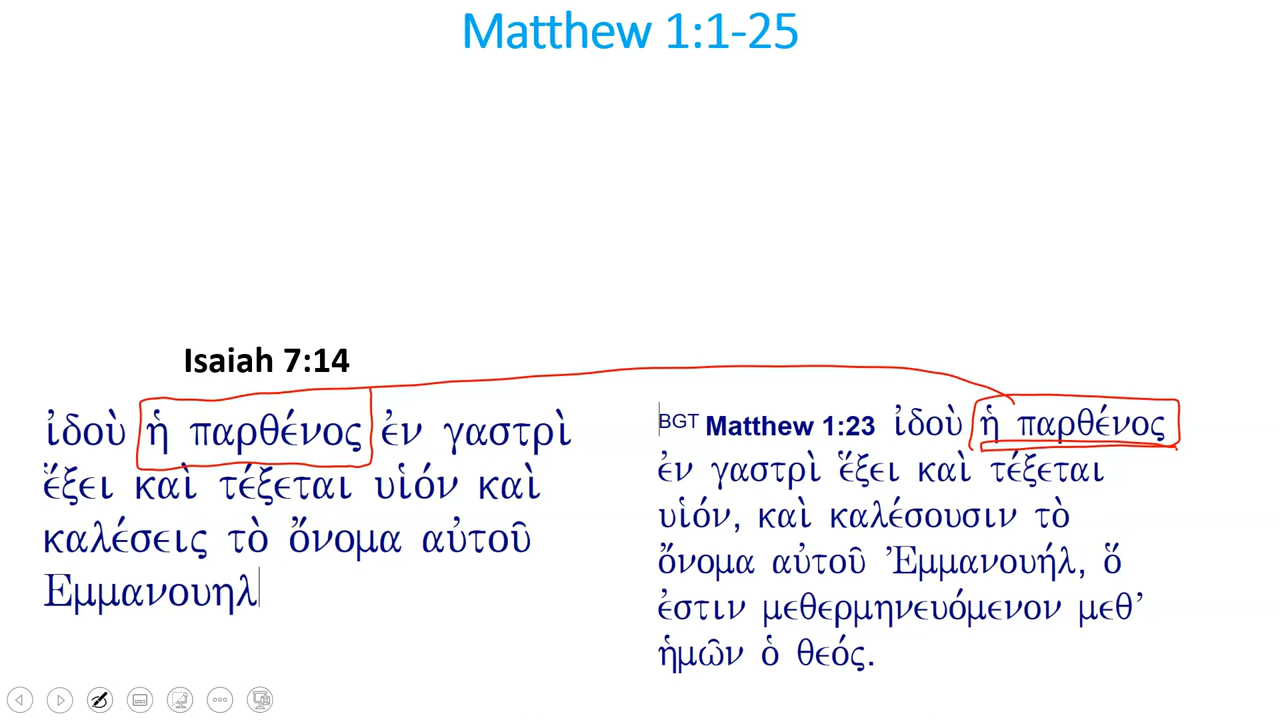 Matthew 1:1-25
Isaiah 7:14
ἰδοὺ ἡ παρθένος ἐν γαστρὶ
ἕξει καὶ τέξεται υἱόν καὶ
καλέσεις τὸ ὄνομα αὐτοῦ
Εμμανουηλ
BGT Matthew 1:23 ἰδοὺ ἡ παρθένος
ἐν γαστρὶ ἕξει καὶ τέξεται
υἱόν, καὶ καλέσουσιν τὸ
ὄνομα αὐτοῦ Ἐμμανουήλ, ὅ
ἐστιν μεθερμηνευόμενον μεθ’
ἡμῶν ὁ θεός.